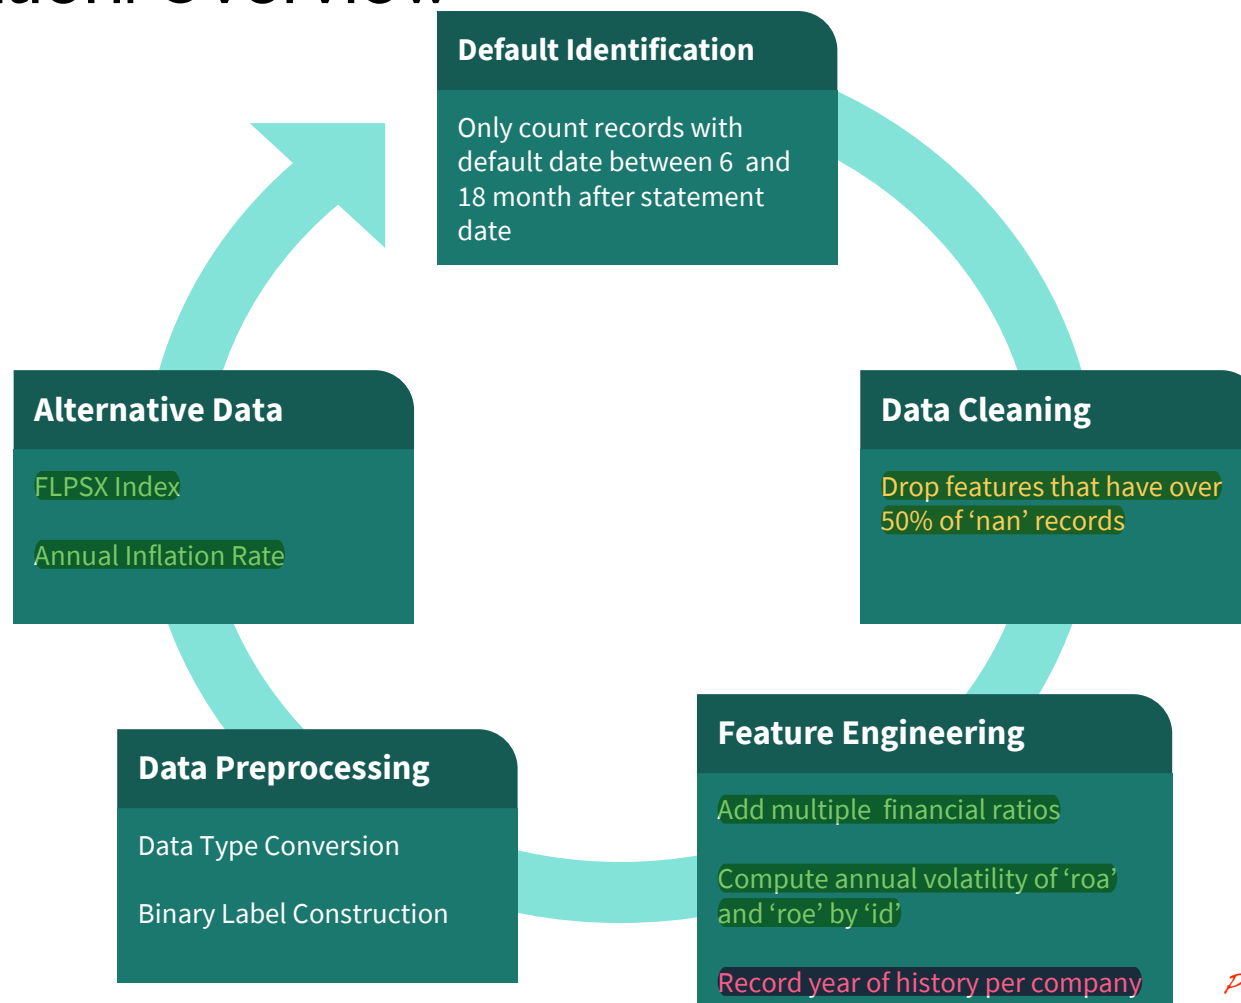 Overview
Default Identification
Only count records with
default date between 6 and
18 month after statement
date
Alternative Data
FLPSX Index
Annual Inflation Rate
Data Cleaning
Drop features that have over
50% of ‘nan’ records
Feature Engineering
Add multiple financial ratios
Compute annual volatility of ‘roa’
and ‘roe’ by ‘id’
Record year of history per company
Data Preprocessing
Data Type Conversion
Binary Label Construction